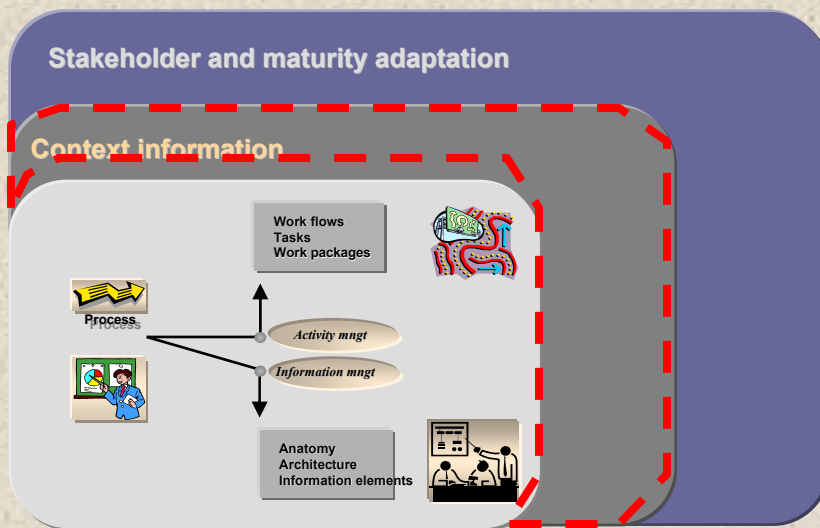 Stakeholder and maturity adaptation
Context information
Work flows
Tasks
Work packages
Process
Activity mngt
Information mngt
Anatomy
Architecture
Information elements